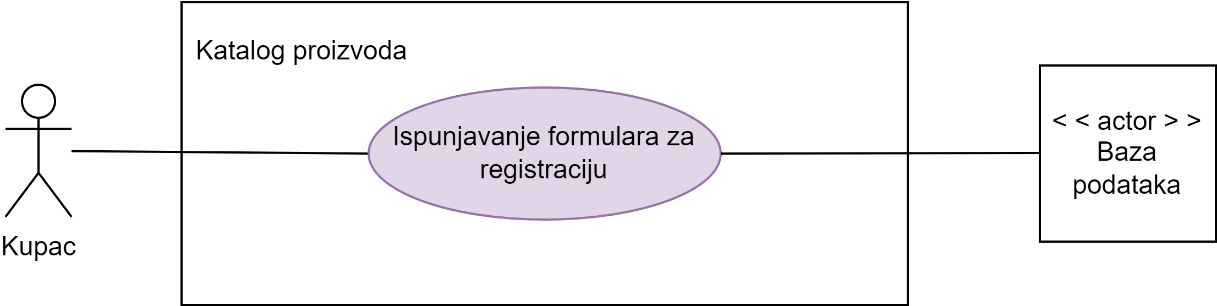 Katalog proizvoda
Ispunjavanje formulara za
registraciju
< < actor > >
Baza
podataka
Kupac